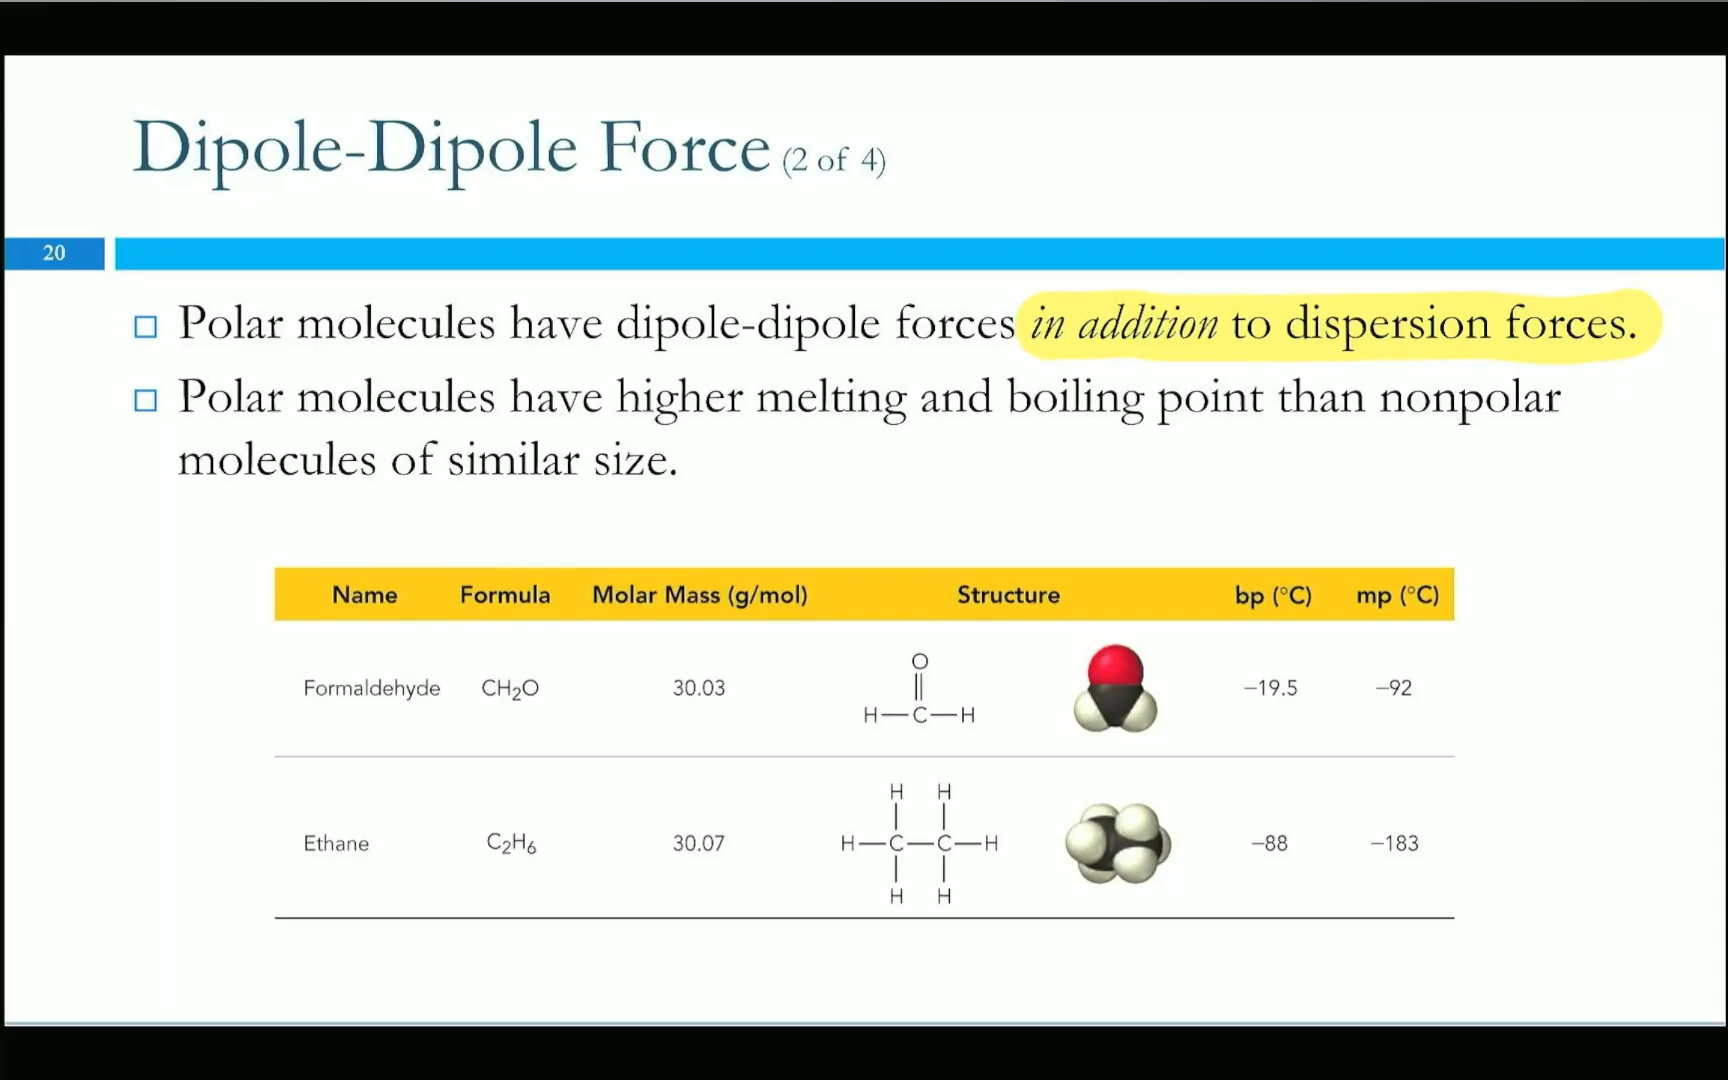 Dipole-Dipole Force (2 of 4)
20
Polar molecules have dipole-dipole forces in addition to dispersion forces.
Polar molecules have higher melting and boiling point than nonpolar
molecules of similar size.
Name Formula Molar Mass (g/mol) Structure bp (°C) mp (°C)
O
Formaldehyde CH₂O 30.03 −19.5 −92
H—C—H
H H
Ethane C₂H₆ 30.07 H—C—C—H −88 −183
H H